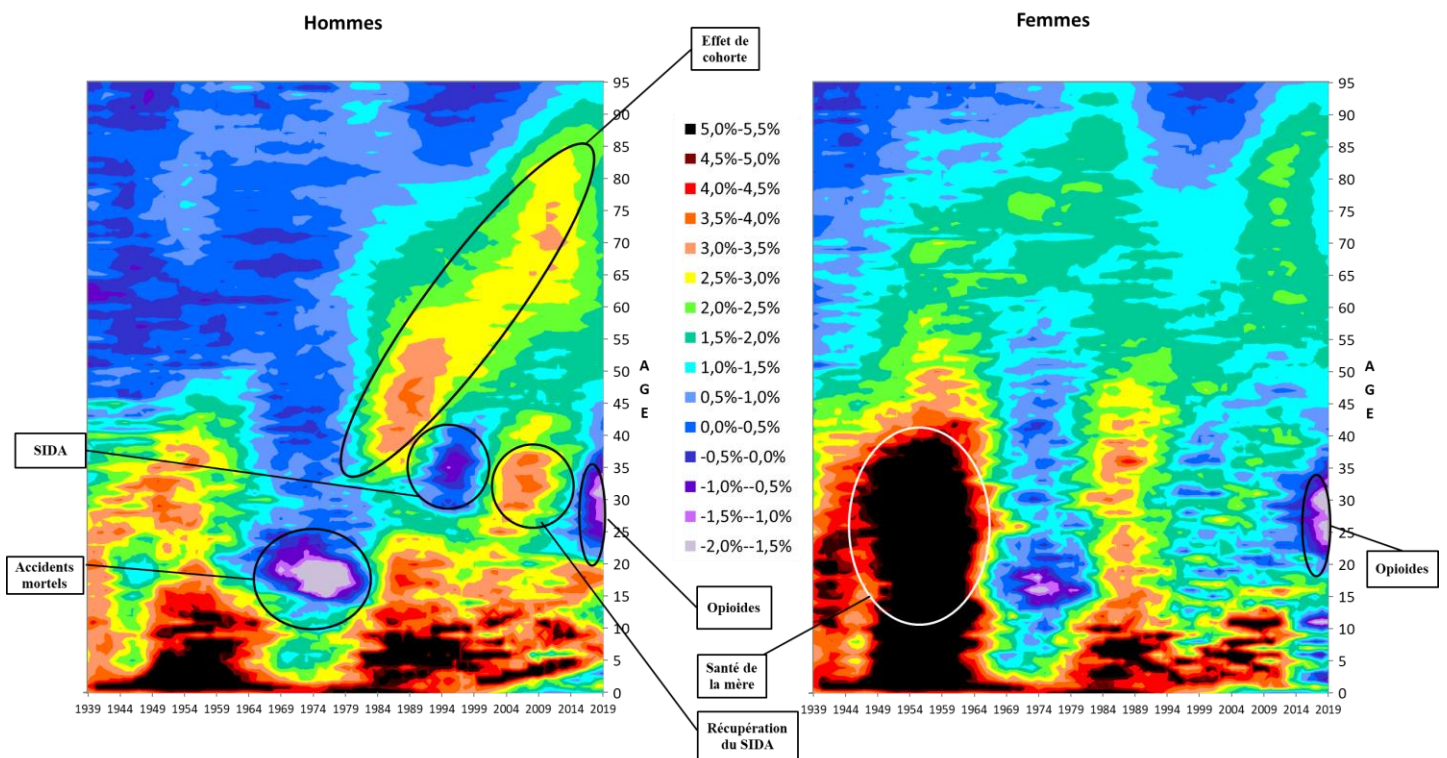 Hommes
Femmes
Effet de
cohorte
SIDA
Accidents
mortels
Opioides
Santé de
la mère
Récupération
du SIDA
Opioides
5,0%-5,5%
4,5%-5,0%
4,0%-4,5%
3,5%-4,0%
3,0%-3,5%
2,5%-3,0%
2,0%-2,5%
1,5%-2,0%
1,0%-1,5%
0,5%-1,0%
0,0%-0,5%
-0,5%-0,0%
-1,0%--0,5%
-1,5%--1,0%
-2,0%--1,5%
95
90
85
80
75
70
65
60
55
50
45
40
35
30
25
20
15
10
5
0
A
G
E
1939 1944 1949 1954 1959 1964 1969 1974 1979 1984 1989 1994 1999 2004 2009 2014 2019
95
90
85
80
75
70
65
60
55
50
45
40
35
30
25
20
15
10
5
0
A
G
E
1939 1944 1949 1954 1959 1964 1969 1974 1979 1984 1989 1994 1999 2004 2009 2014 2019